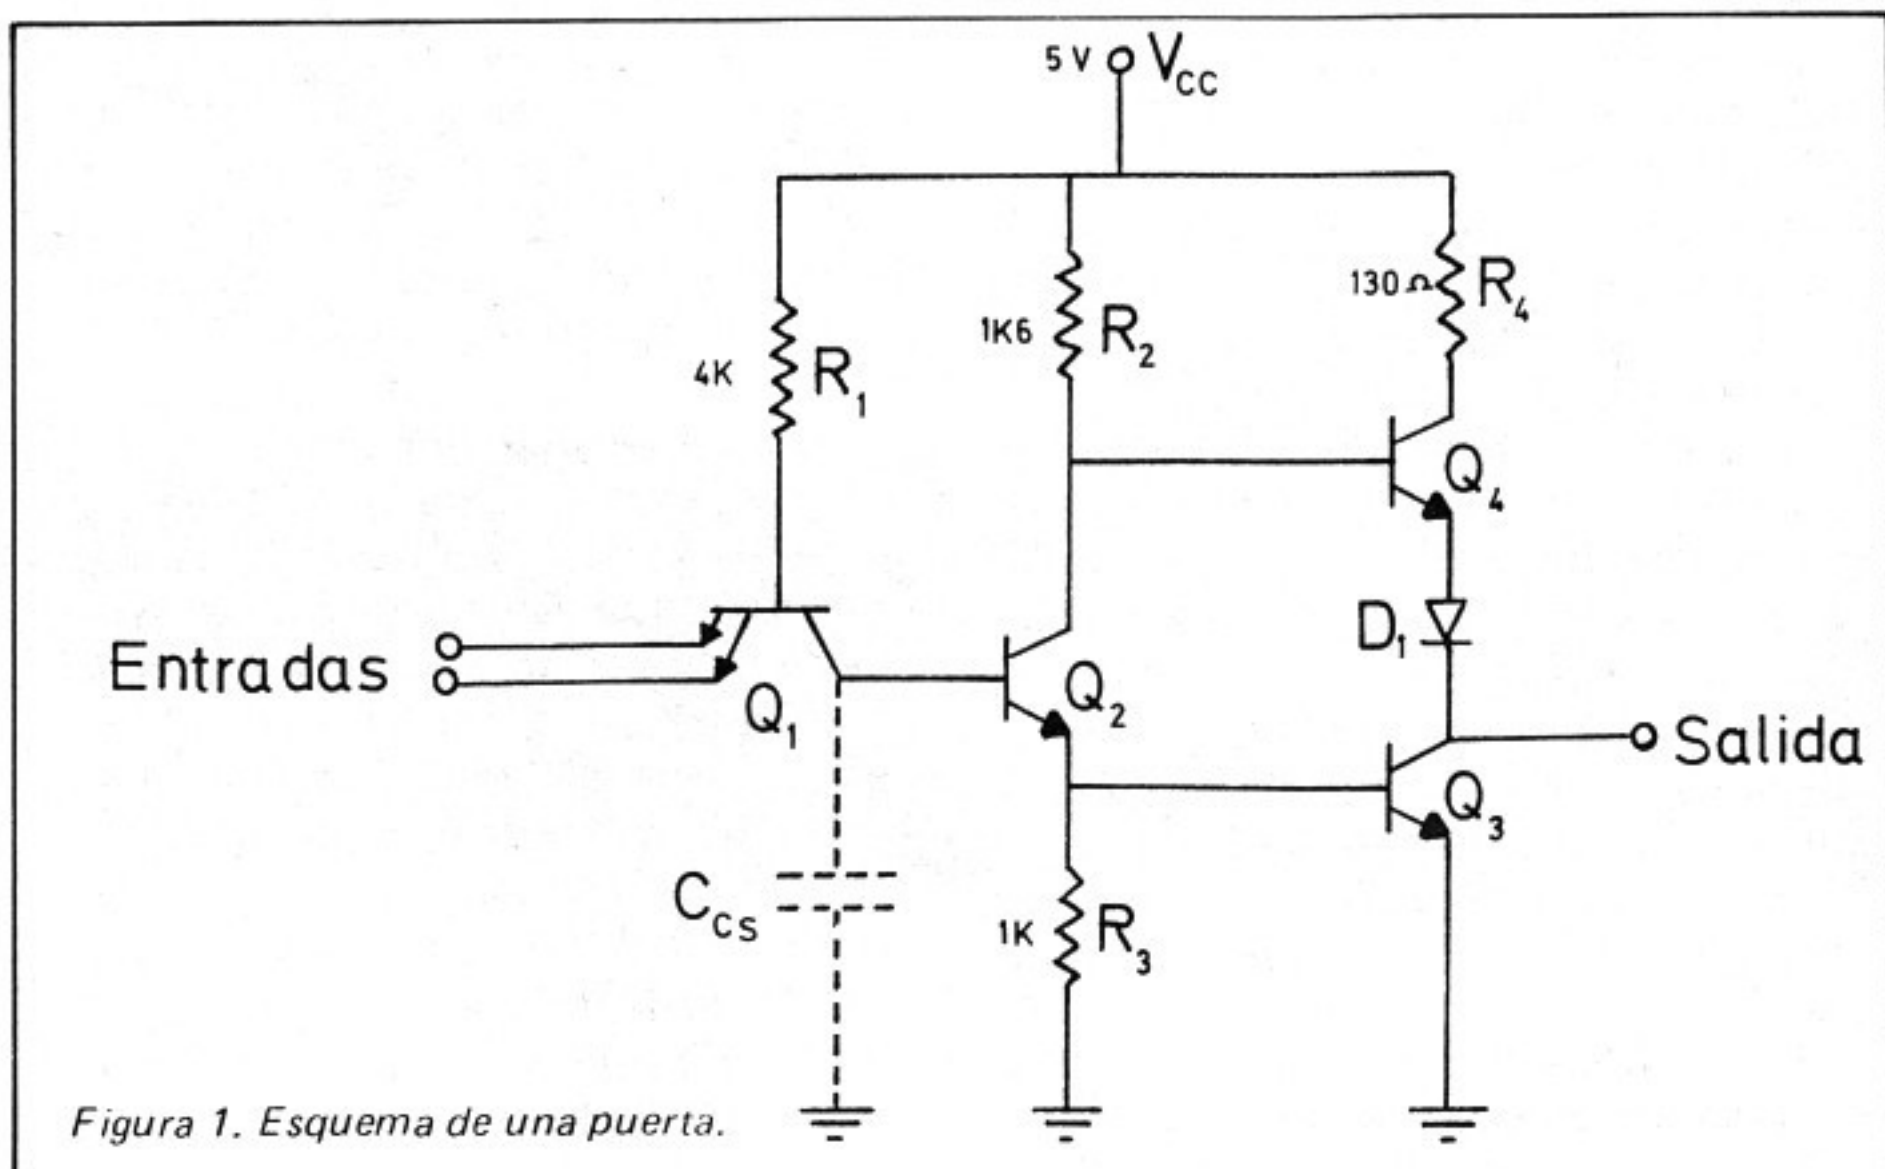 5 V V_CC
130 Ω R_4
1K6 R_2
4K R_1
Q_4
D_1
Entradas
Q_1
Q_2
Salida
Q_3
C_CS
1K R_3
Figura 1. Esquema de una puerta.